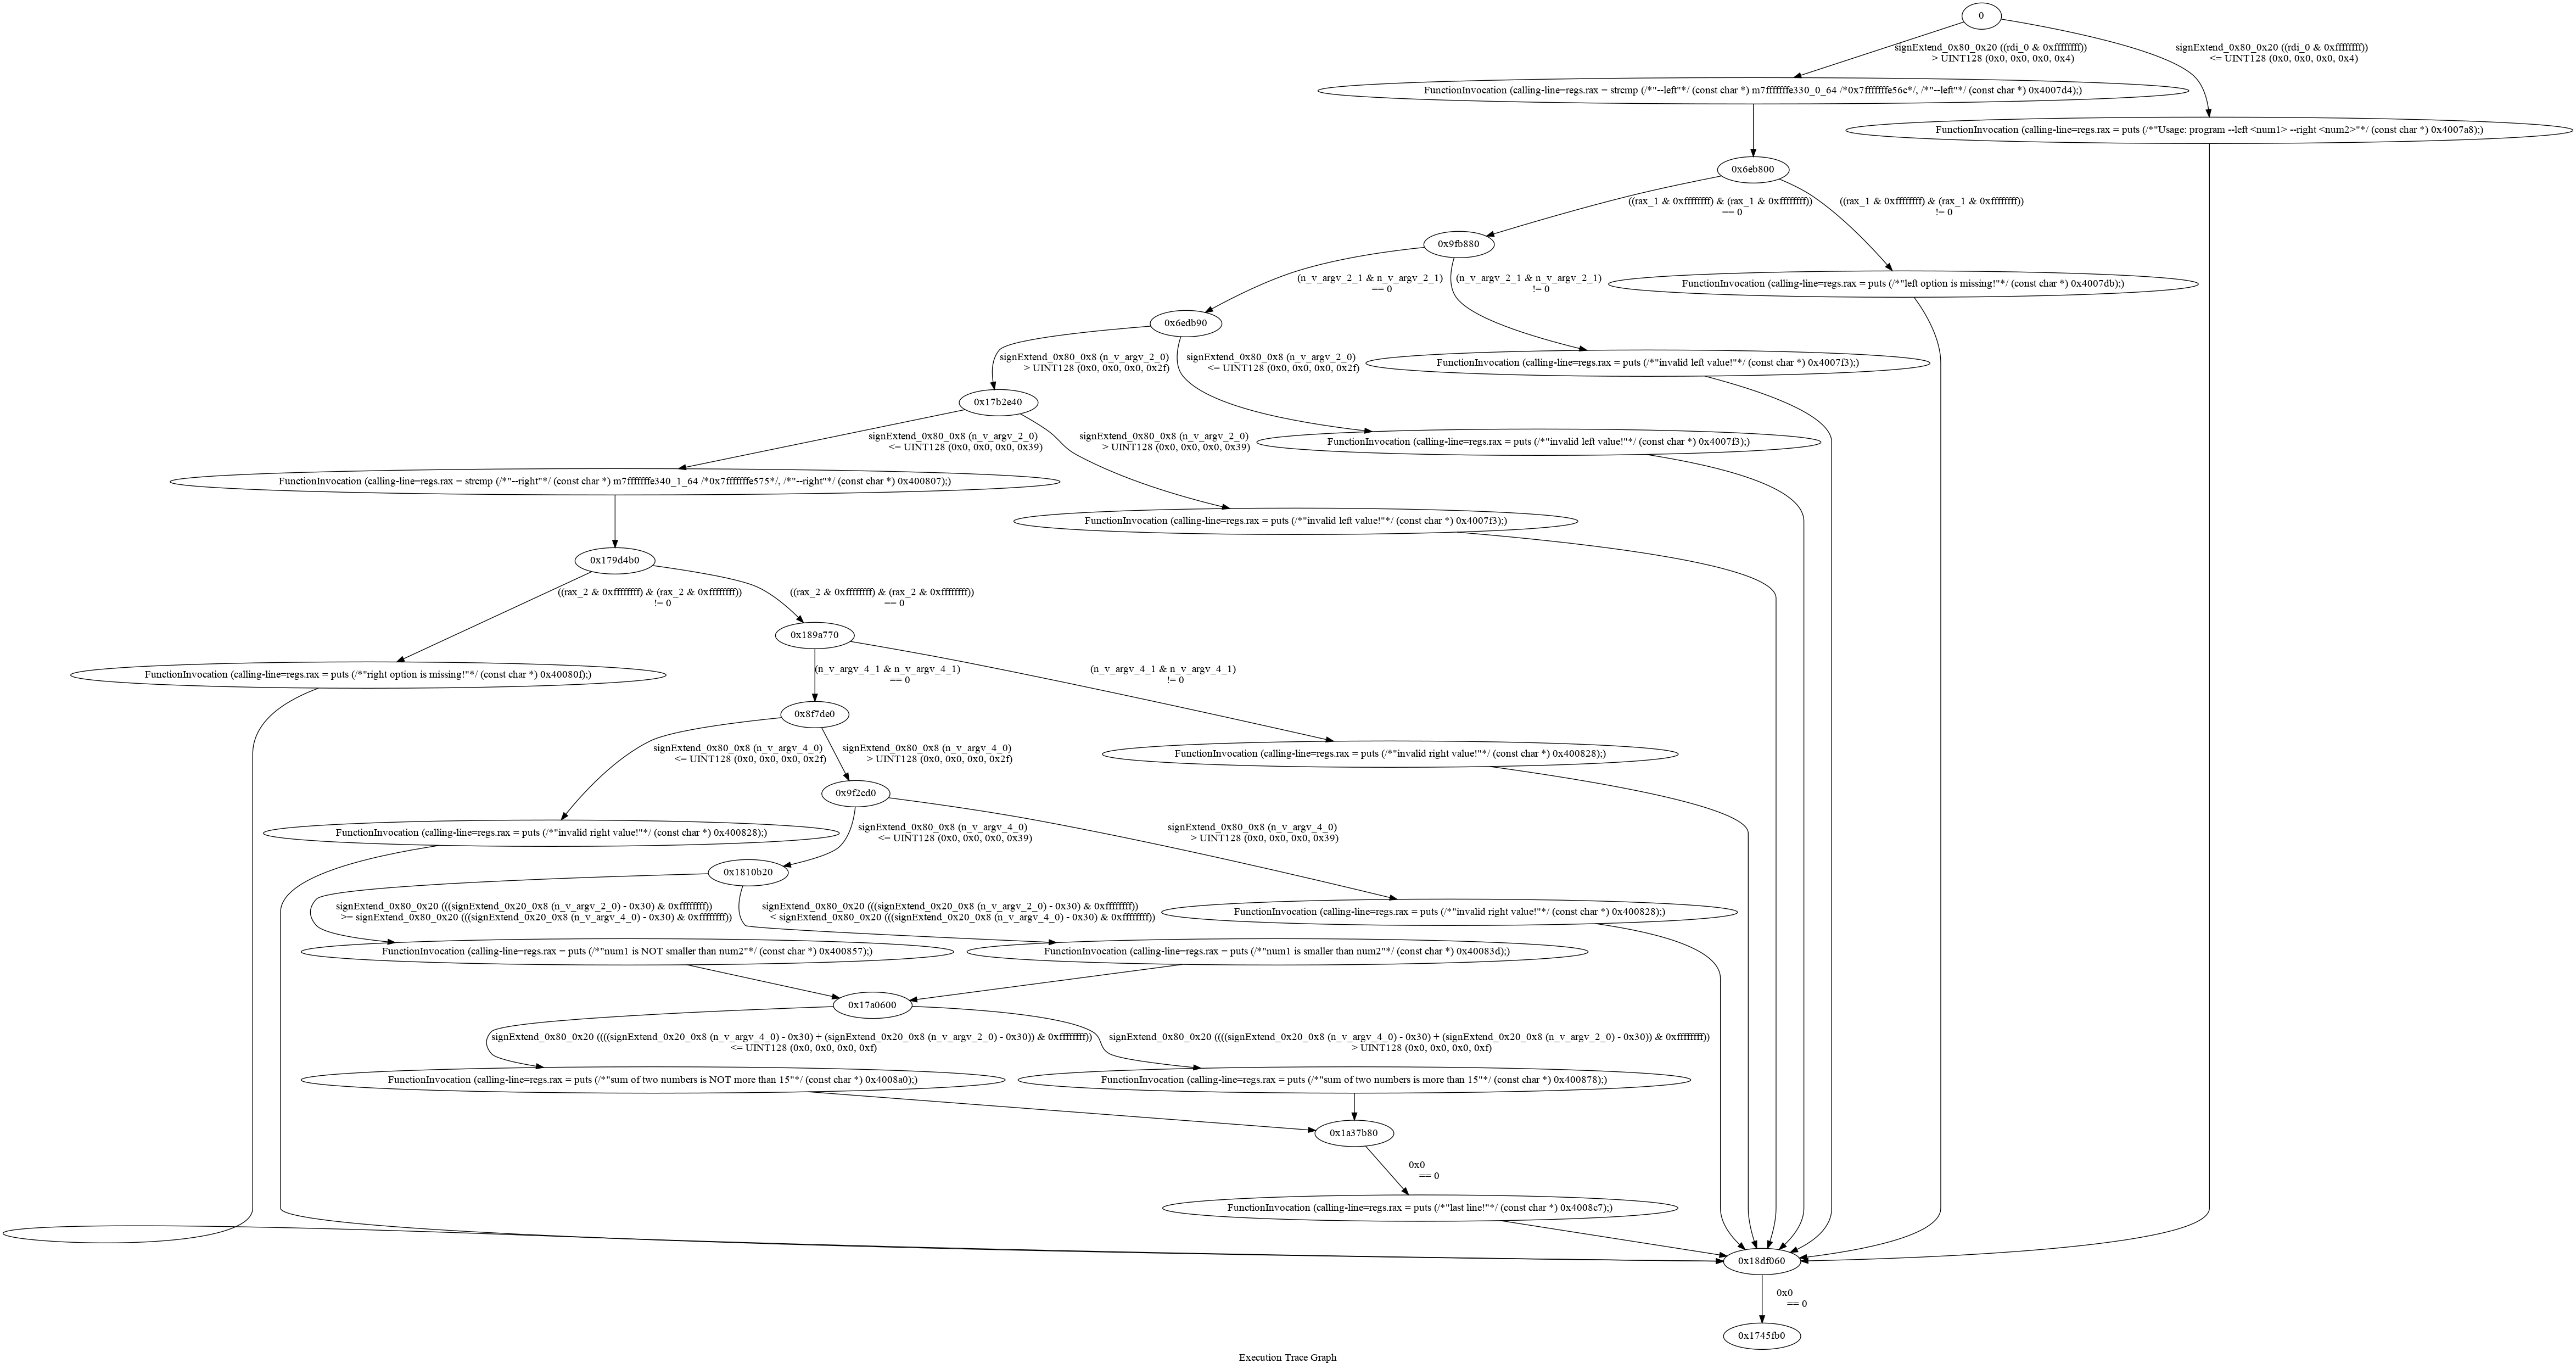 0
signExtend_0x80_0x20 ((rdi_0 & 0xffffffff))
> UINT128 (0x0, 0x0, 0x0, 0x4)
signExtend_0x80_0x20 ((rdi_0 & 0xffffffff))
<= UINT128 (0x0, 0x0, 0x0, 0x4)
FunctionInvocation (calling-line=regs.rax = strcmp (/*"--left"*/ (const char *) m7fffffffe330_0_64 /*0x7fffffffe56c*/, /*"--left"*/ (const char *) 0x4007d4);)
FunctionInvocation (calling-line=regs.rax = puts (/*"Usage: program --left <num1> --right <num2>"*/ (const char *) 0x4007a8);)
0x6eb800
((rax_1 & 0xffffffff) & (rax_1 & 0xffffffff))
== 0
((rax_1 & 0xffffffff) & (rax_1 & 0xffffffff))
!= 0
0x9fb880
(n_v_argv_2_1 & n_v_argv_2_1)
== 0
(n_v_argv_2_1 & n_v_argv_2_1)
!= 0
FunctionInvocation (calling-line=regs.rax = puts (/*"left option is missing!"*/ (const char *) 0x4007db);)
0x6edb90
signExtend_0x80_0x8 (n_v_argv_2_0)
> UINT128 (0x0, 0x0, 0x0, 0x2f)
signExtend_0x80_0x8 (n_v_argv_2_0)
<= UINT128 (0x0, 0x0, 0x0, 0x2f)
FunctionInvocation (calling-line=regs.rax = puts (/*"invalid left value!"*/ (const char *) 0x4007f3);)
0x17b2e40
signExtend_0x80_0x8 (n_v_argv_2_0)
<= UINT128 (0x0, 0x0, 0x0, 0x39)
signExtend_0x80_0x8 (n_v_argv_2_0)
> UINT128 (0x0, 0x0, 0x0, 0x39)
FunctionInvocation (calling-line=regs.rax = puts (/*"invalid left value!"*/ (const char *) 0x4007f3);)
FunctionInvocation (calling-line=regs.rax = strcmp (/*"--right"*/ (const char *) m7fffffffe340_1_64 /*0x7fffffffe575*/, /*"--right"*/ (const char *) 0x400807);)
FunctionInvocation (calling-line=regs.rax = puts (/*"invalid left value!"*/ (const char *) 0x4007f3);)
0x179d4b0
((rax_2 & 0xffffffff) & (rax_2 & 0xffffffff))
!= 0
((rax_2 & 0xffffffff) & (rax_2 & 0xffffffff))
== 0
0x189a770
FunctionInvocation (calling-line=regs.rax = puts (/*"right option is missing!"*/ (const char *) 0x40080f);)
(n_v_argv_4_1 & n_v_argv_4_1)
== 0
(n_v_argv_4_1 & n_v_argv_4_1)
!= 0
0x8f7de0
signExtend_0x80_0x8 (n_v_argv_4_0)
<= UINT128 (0x0, 0x0, 0x0, 0x2f)
signExtend_0x80_0x8 (n_v_argv_4_0)
> UINT128 (0x0, 0x0, 0x0, 0x2f)
FunctionInvocation (calling-line=regs.rax = puts (/*"invalid right value!"*/ (const char *) 0x400828);)
0x9f2cd0
FunctionInvocation (calling-line=regs.rax = puts (/*"invalid right value!"*/ (const char *) 0x400828);)
signExtend_0x80_0x8 (n_v_argv_4_0)
<= UINT128 (0x0, 0x0, 0x0, 0x39)
signExtend_0x80_0x8 (n_v_argv_4_0)
> UINT128 (0x0, 0x0, 0x0, 0x39)
0x1810b20
signExtend_0x80_0x20 (((signExtend_0x20_0x8 (n_v_argv_2_0) - 0x30) & 0xffffffff))
>= signExtend_0x80_0x20 (((signExtend_0x20_0x8 (n_v_argv_4_0) - 0x30) & 0xffffffff))
signExtend_0x80_0x20 (((signExtend_0x20_0x8 (n_v_argv_2_0) - 0x30) & 0xffffffff))
< signExtend_0x80_0x20 (((signExtend_0x20_0x8 (n_v_argv_4_0) - 0x30) & 0xffffffff))
FunctionInvocation (calling-line=regs.rax = puts (/*"invalid right value!"*/ (const char *) 0x400828);)
FunctionInvocation (calling-line=regs.rax = puts (/*"num1 is NOT smaller than num2"*/ (const char *) 0x400857);)
FunctionInvocation (calling-line=regs.rax = puts (/*"num1 is smaller than num2"*/ (const char *) 0x40083d);)
0x17a0600
signExtend_0x80_0x20 ((((signExtend_0x20_0x8 (n_v_argv_4_0) - 0x30) + (signExtend_0x20_0x8 (n_v_argv_2_0) - 0x30)) & 0xffffffff))
<= UINT128 (0x0, 0x0, 0x0, 0xf)
signExtend_0x80_0x20 ((((signExtend_0x20_0x8 (n_v_argv_4_0) - 0x30) + (signExtend_0x20_0x8 (n_v_argv_2_0) - 0x30)) & 0xffffffff))
> UINT128 (0x0, 0x0, 0x0, 0xf)
FunctionInvocation (calling-line=regs.rax = puts (/*"sum of two numbers is NOT more than 15"*/ (const char *) 0x4008a0);)
FunctionInvocation (calling-line=regs.rax = puts (/*"sum of two numbers is more than 15"*/ (const char *) 0x400878);)
0x1a37b80
0x0
== 0
FunctionInvocation (calling-line=regs.rax = puts (/*"last line!"*/ (const char *) 0x4008c7);)
0x18df060
0x0
== 0
0x1745fb0
Execution Trace Graph